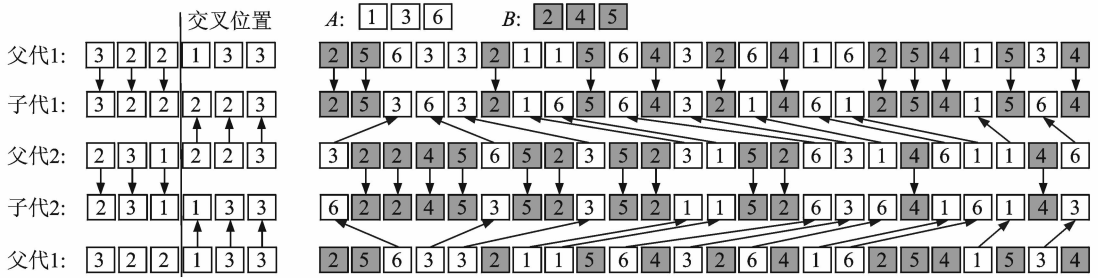 交叉位置 A: 1 3 6 B: 2 4 5
父代1: 3 2 2 1 3 3 2 5 6 3 3 2 1 1 5 6 4 3 2 6 4 1 6 2 5 4 1 5 3 4
子代1: 3 2 2 2 2 3 2 5 3 6 3 2 1 6 5 6 4 3 2 1 4 6 1 2 5 4 1 5 6 4
父代2: 2 3 1 2 2 3 3 2 2 4 5 6 5 2 3 5 2 3 1 5 2 6 3 1 4 6 1 1 4 6
子代2: 2 3 1 1 3 3 6 2 2 4 5 3 5 2 3 5 2 1 1 5 2 6 3 6 4 1 6 1 4 3
父代1: 3 2 2 1 3 3 2 5 6 3 3 2 1 1 5 6 4 3 2 6 4 1 6 2 5 4 1 5 3 4